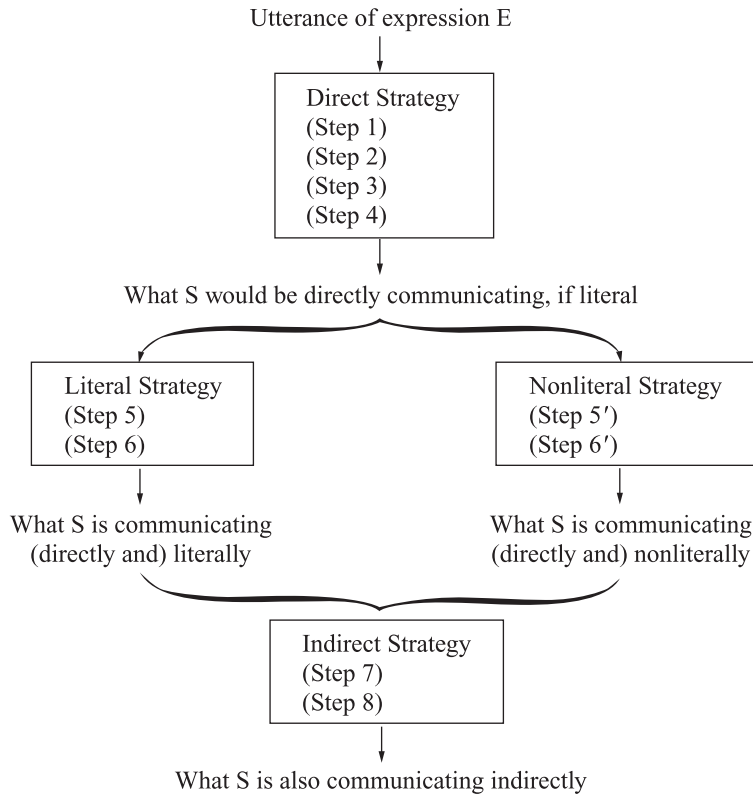 Utterance of expression E
Direct Strategy
(Step 1)
(Step 2)
(Step 3)
(Step 4)
What S would be directly communicating, if literal
Literal Strategy
(Step 5)
(Step 6)
Nonliteral Strategy
(Step 5′)
(Step 6′)
What S is communicating
(directly and) literally
What S is communicating
(directly and) nonliterally
Indirect Strategy
(Step 7)
(Step 8)
What S is also communicating indirectly